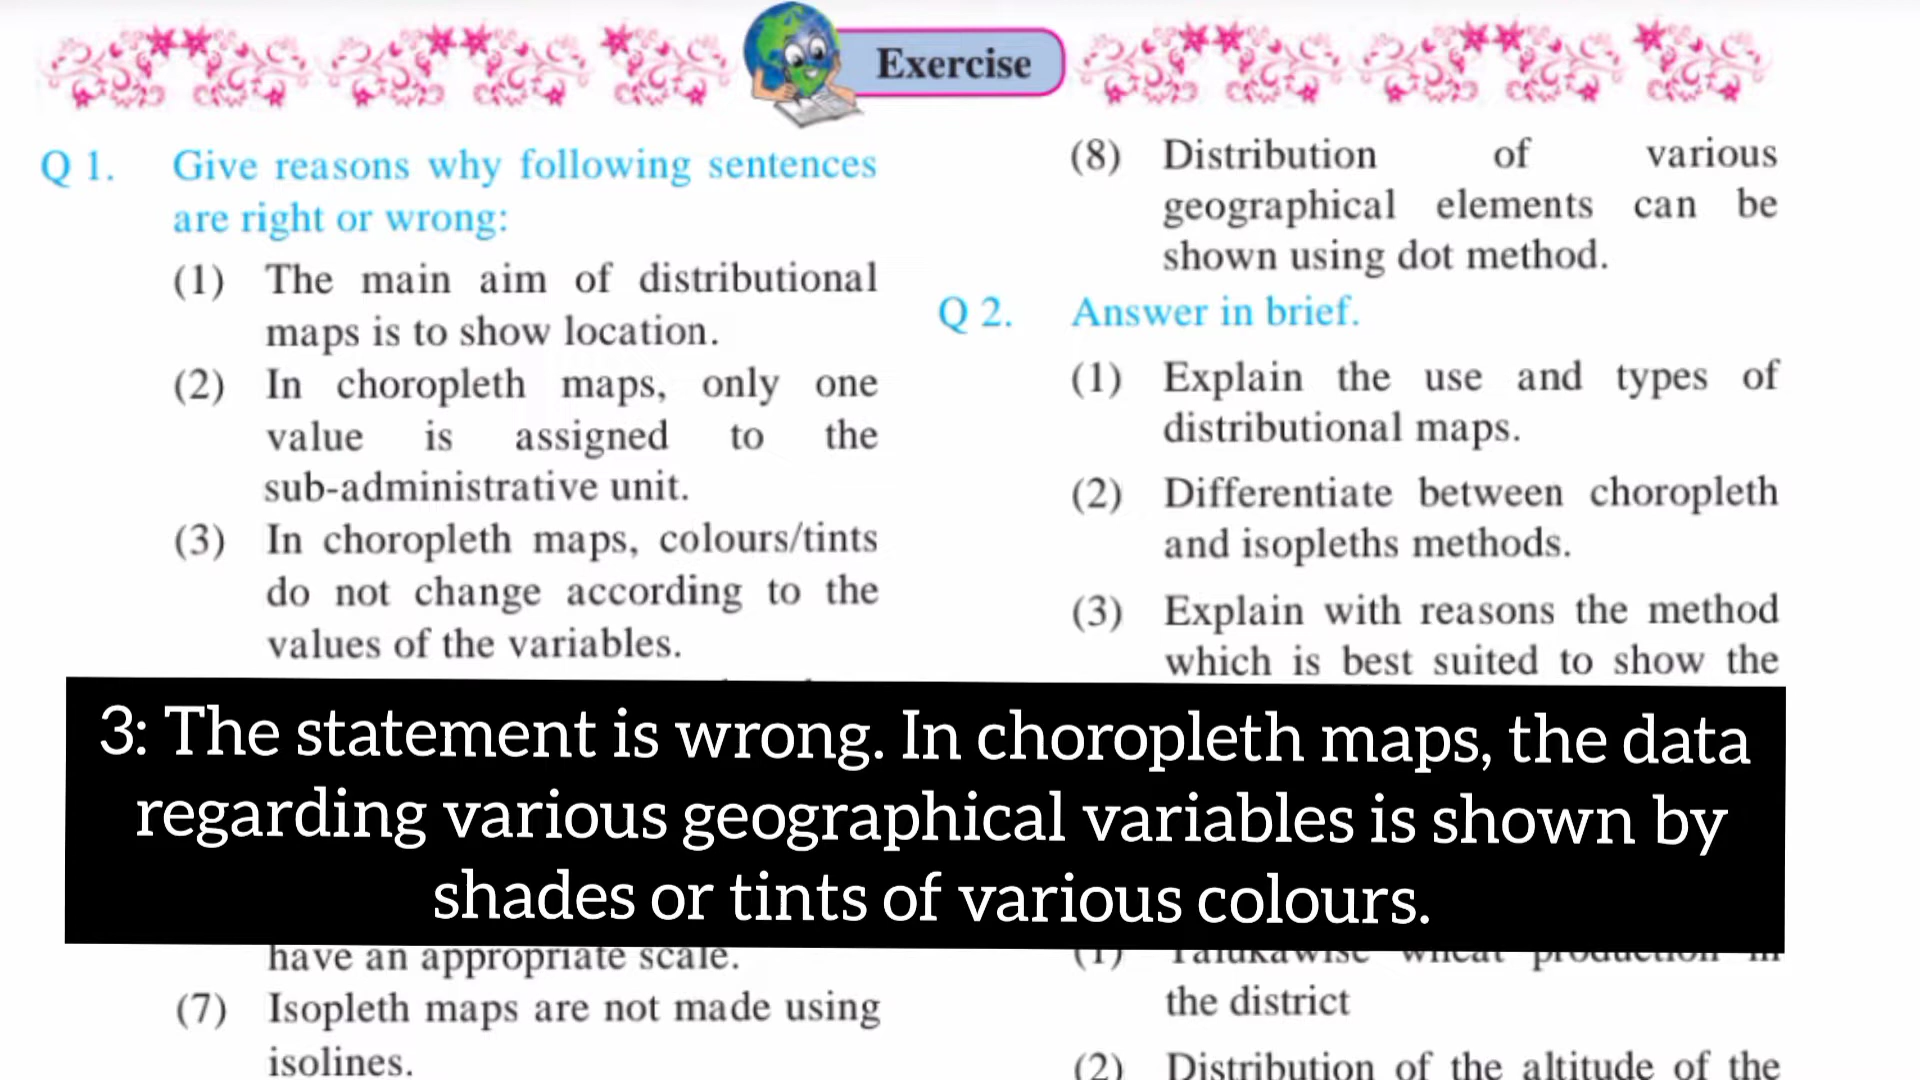 Exercise
Q 1. Give reasons why following sentences
are right or wrong:
(1) The main aim of distributional
maps is to show location.
(2) In choropleth maps, only one
value is assigned to the
sub-administrative unit.
(3) In choropleth maps, colours/tints
do not change according to the
values of the variables.
have an appropriate scale.
(7) Isopleth maps are not made using
isolines.
(8) Distribution of various
geographical elements can be
shown using dot method.
Q 2. Answer in brief.
(1) Explain the use and types of
distributional maps.
(2) Differentiate between choropleth
and isopleths methods.
(3) Explain with reasons the method
which is best suited to show the
(1) Talukawise wheat production in
the district
(2) Distribution of the altitude of the
3: The statement is wrong. In choropleth maps, the data
regarding various geographical variables is shown by
shades or tints of various colours.